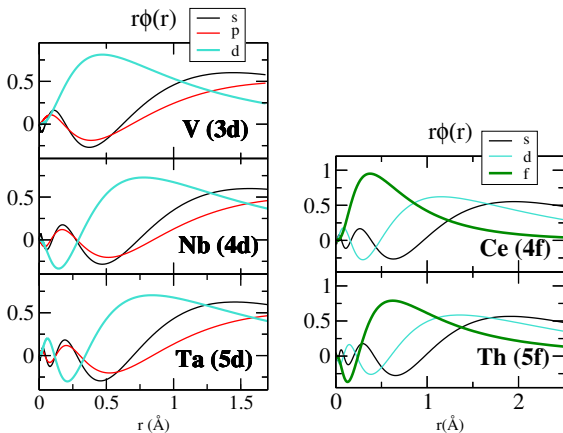 rϕ(r)
s
p
d
0.5
0
V (3d)
0.5
0
Nb (4d)
0.5
0
Ta (5d)
0
0.5
1
1.5
r (Å)
rϕ(r)
s
d
f
1
0.5
0
Ce (4f)
1
0.5
0
Th (5f)
0
1
2
r(Å)